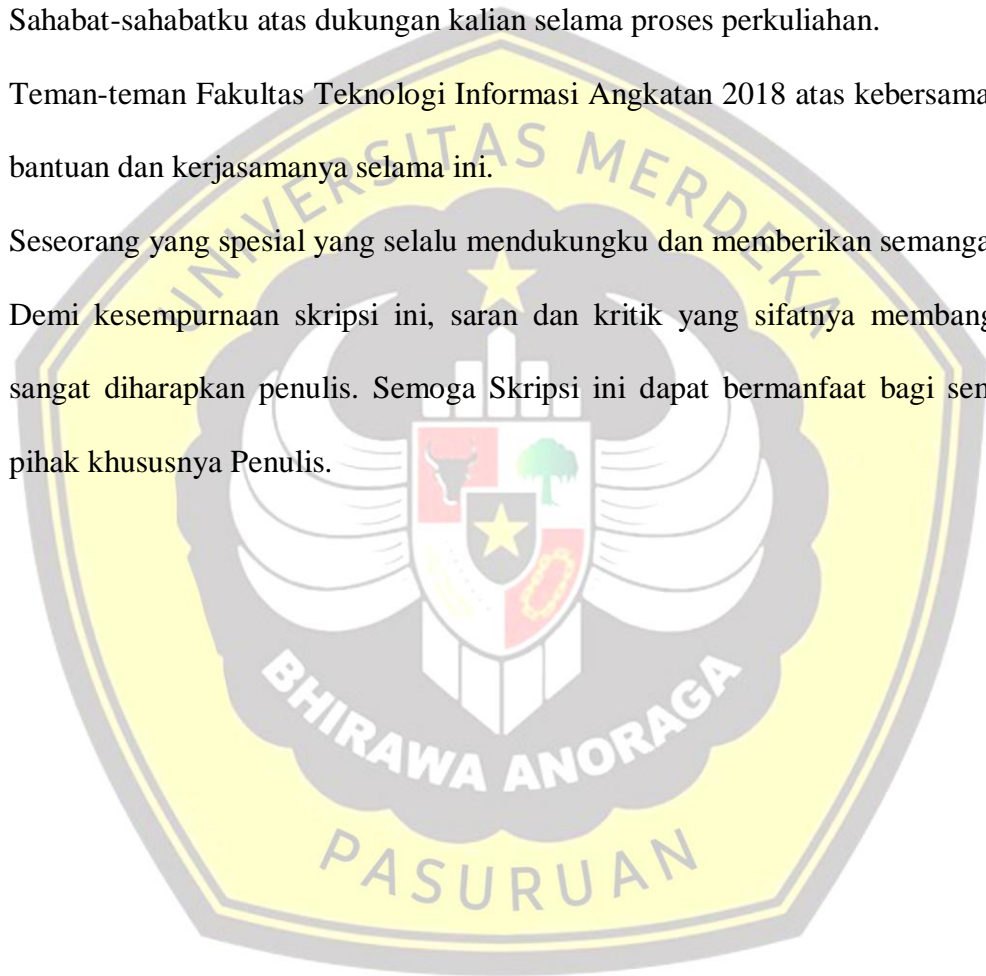 Sahabat-sahabatku atas dukungan kalian selama proses perkuliahan.
Teman-teman Fakultas Teknologi Informasi Angkatan 2018 atas kebersama
bantuan dan kerjasamanya selama ini.
Seseorang yang spesial yang selalu mendukungku dan memberikan semanga
Demi kesempurnaan skripsi ini, saran dan kritik yang sifatnya membang
sangat diharapkan penulis. Semoga Skripsi ini dapat bermanfaat bagi sem
pihak khususnya Penulis.
UNIVERSITAS MERDEKA
BHIRAWA ANORAGA
PASURUAN